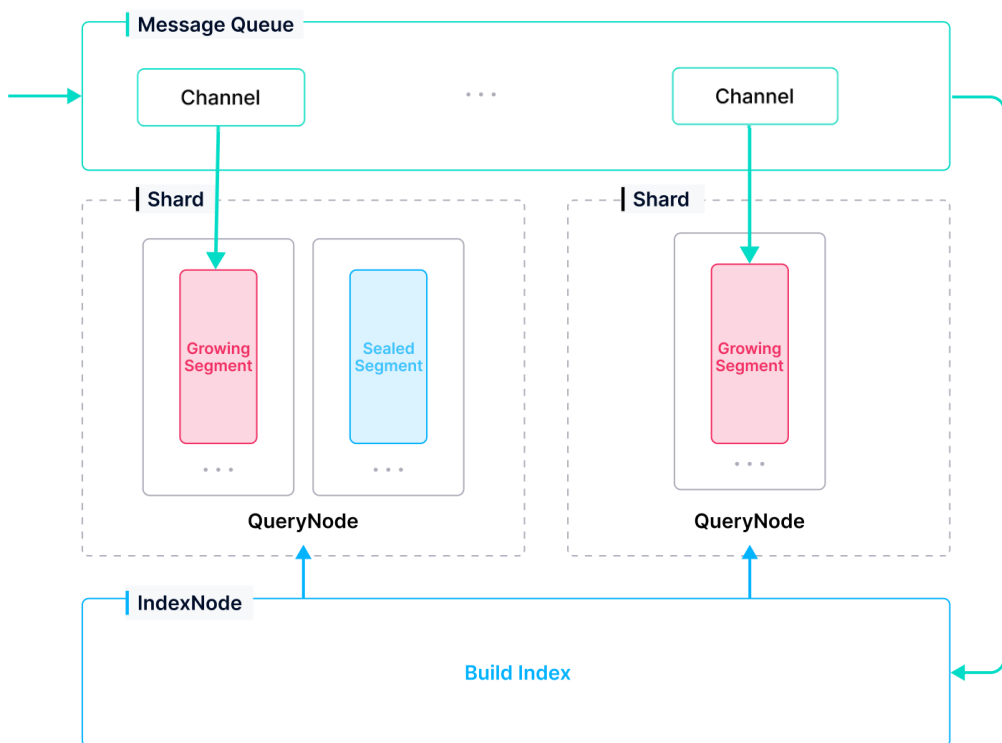 Message Queue
Channel
...
Channel
Shard
Shard
Growing
Segment
Sealed
Segment
Growing
Segment
...
...
...
QueryNode
QueryNode
IndexNode
Build Index